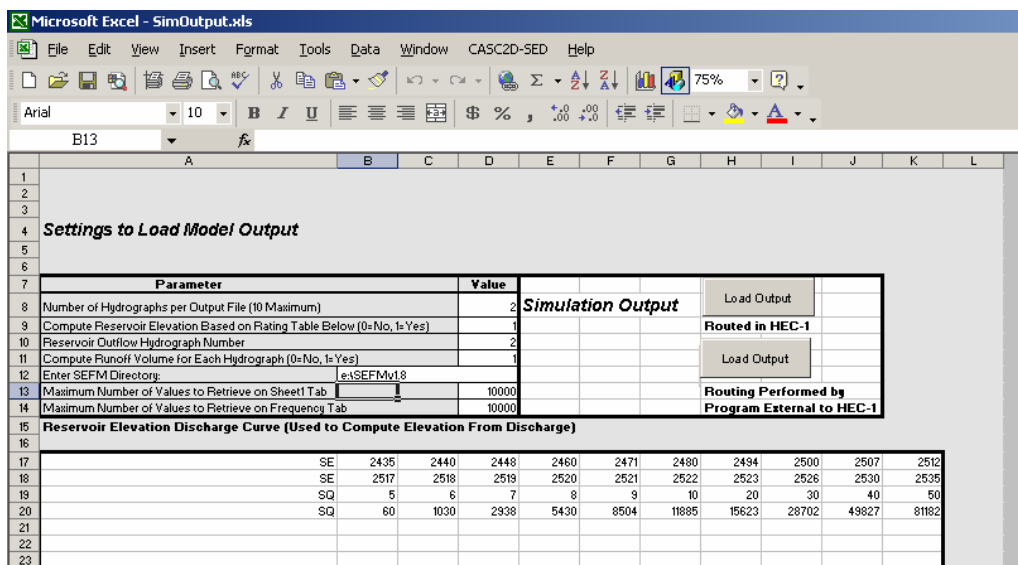 Microsoft Excel - SimOutput.xls
File Edit View Insert Format Tools Data Window CASC2D-SED Help
75%
Arial 10 B I U $ % , .00 .00
B13 fx
A B C D E F G H I J K L
1
2
3
4 Settings to Load Model Output
5
6
7 Parameter Value
8 Number of Hydrographs per Output File (10 Maximum) 2 Simulation Output Load Output
9 Compute Reservoir Elevation Based on Rating Table Below (0=No, 1=Yes) 1 Routed in HEC-1
10 Reservoir Outflow Hydrograph Number 2
11 Compute Runoff Volume for Each Hydrograph (0=No, 1=Yes) 1 Load Output
12 Enter SEFM Directory: e:\SEFMv1.8
13 Maximum Number of Values to Retrieve on Sheet1 Tab 10000 Routing Performed by
14 Maximum Number of Values to Retrieve on Frequency Tab 10000 Program External to HEC-1
15 Reservoir Elevation Discharge Curve (Used to Compute Elevation From Discharge)
16
17 SE 2435 2440 2448 2460 2471 2480 2494 2500 2507 2512
18 SE 2517 2518 2519 2520 2521 2522 2523 2526 2530 2535
19 SQ 5 6 7 8 9 10 20 30 40 50
20 SQ 60 1030 2938 5430 8504 11885 15623 28702 49827 81182
21
22
23